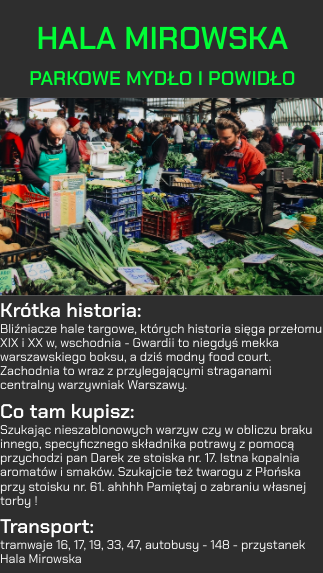 HALA MIROWSKA
PARKOWE MYDŁO I POWIDŁO
Krótka historia:
Bliźniacze hale targowe, których historia sięga przełomu
XIX i XX w, wschodnia - Gwardii to niegdyś mekka
warszawskiego boksu, a dziś modny food court.
Zachodnia to wraz z przylegającymi straganami
centralny warzywniak Warszawy.
Co tam kupisz:
Szukając nieszablonowych warzyw czy w obliczu braku
innego, specyficznego składnika potrawy z pomocą
przychodzi pan Darek ze stoiska nr. 17. Istna kopalnia
aromatów i smaków. Szukajcie też twarogu z Płońska
przy stoisku nr. 61. ahhhh Pamiętaj o zabraniu własnej
torby !
Transport:
tramwaje 16, 17, 19, 33, 47, autobusy - 148 - przystanek
Hala Mirowska